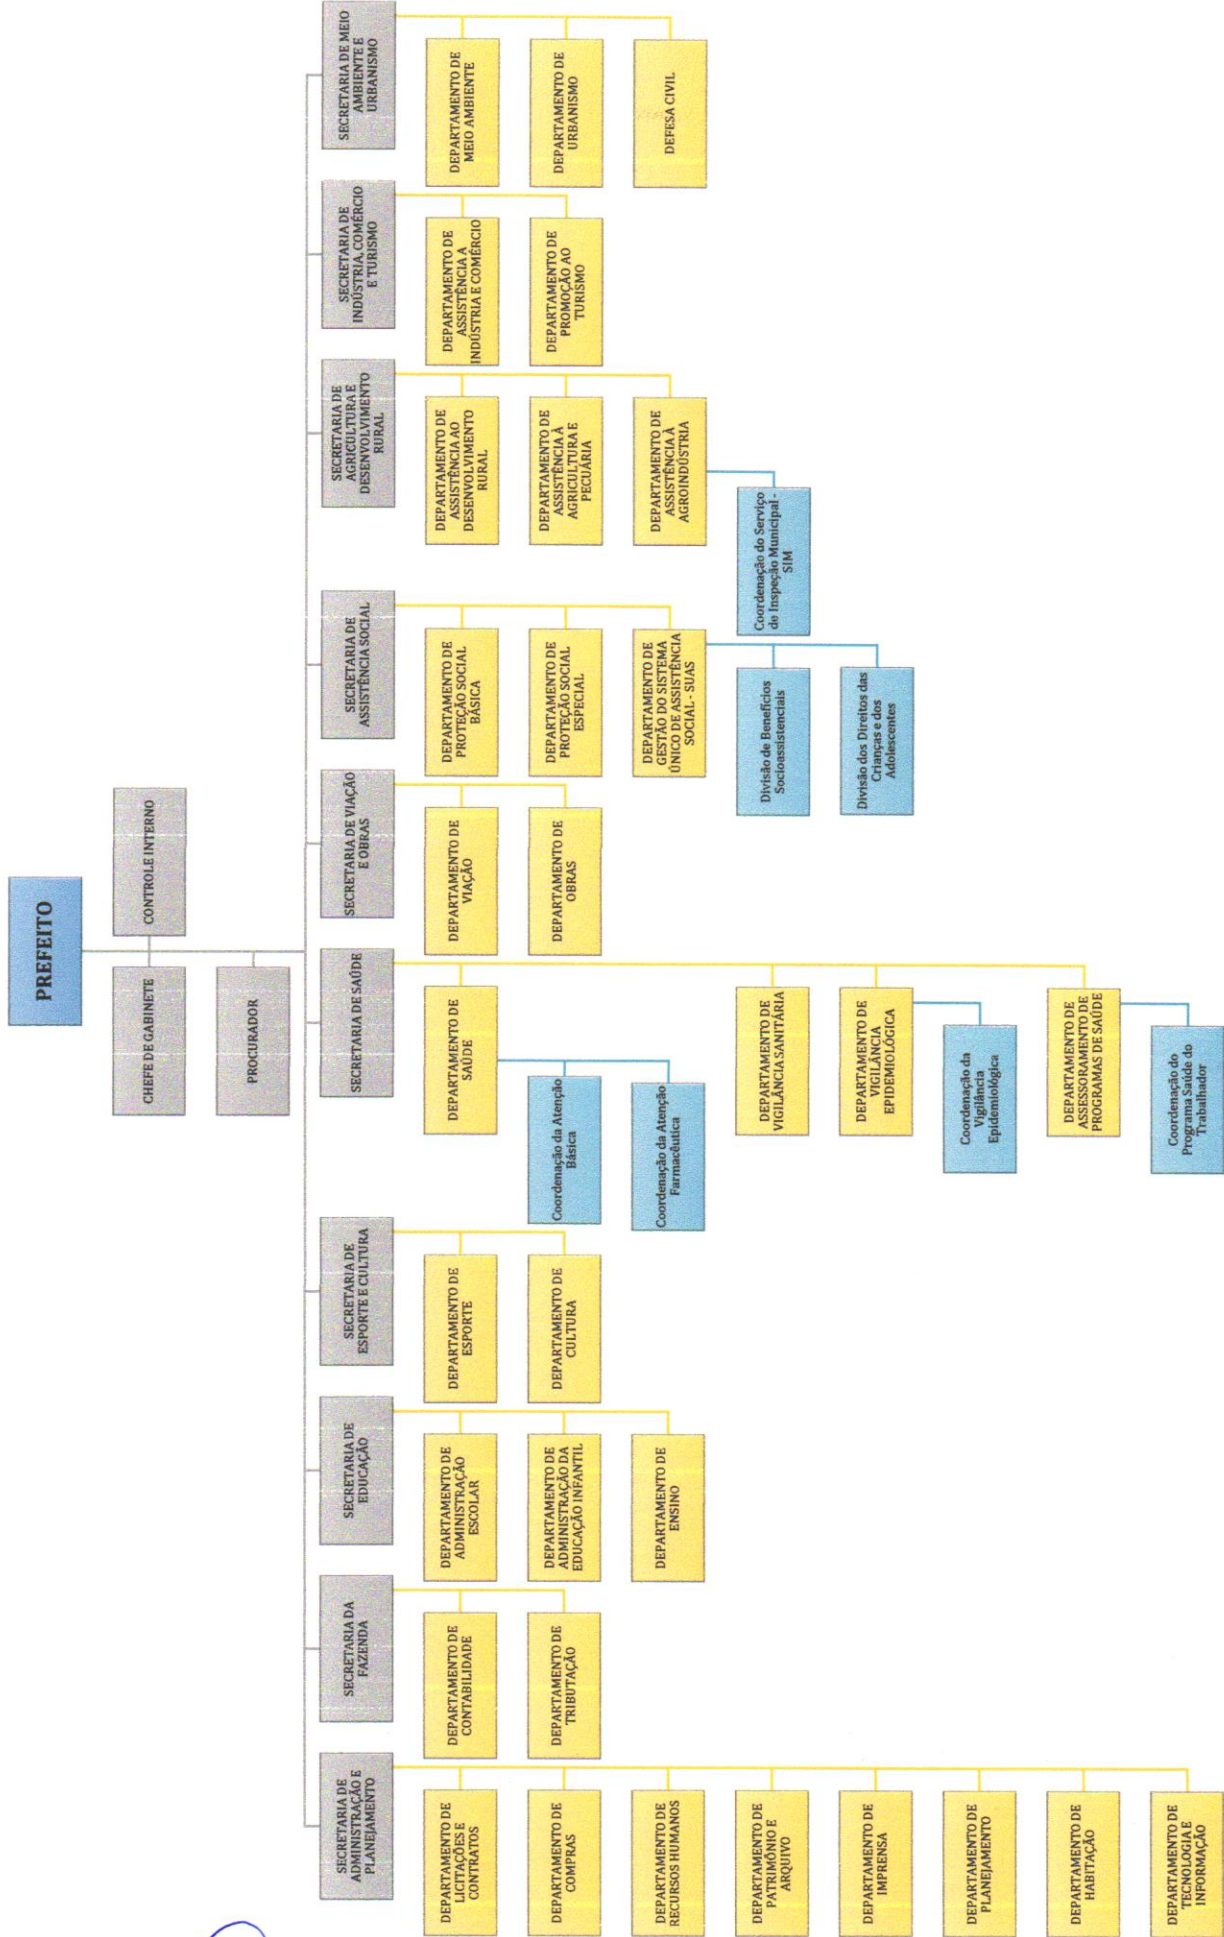 PREFEITO
CHEFE DE GABINETE
CONTROLE INTERNO
PROCURADOR
SECRETARIA DE
ADMINISTRAÇÃO E
PLANEJAMENTO
DEPARTAMENTO DE
LICITAÇÕES E
CONTRATOS
DEPARTAMENTO DE
COMPRAS
DEPARTAMENTO DE
RECURSOS HUMANOS
DEPARTAMENTO DE
PATRIMÔNIO E
ARQUIVO
DEPARTAMENTO DE
IMPRENSA
DEPARTAMENTO DE
PLANEJAMENTO
DEPARTAMENTO DE
HABITAÇÃO
DEPARTAMENTO DE
TECNOLOGIA E
INFORMAÇÃO
SECRETARIA DA
FAZENDA
DEPARTAMENTO DE
CONTABILIDADE
DEPARTAMENTO DE
TRIBUTAÇÃO
SECRETARIA DE
EDUCAÇÃO
DEPARTAMENTO DE
ADMINISTRAÇÃO
ESCOLAR
DEPARTAMENTO DE
ADMINISTRAÇÃO DA
EDUCAÇÃO INFANTIL
DEPARTAMENTO DE
ENSINO
SECRETARIA DE
ESPORTE E CULTURA
DEPARTAMENTO DE
ESPORTE
DEPARTAMENTO DE
CULTURA
SECRETARIA DE SAÚDE
DEPARTAMENTO DE
SAÚDE
Coordenação da Atenção
Básica
Coordenação da Atenção
Farmacêutica
DEPARTAMENTO DE
VIGILÂNCIA SANITÁRIA
DEPARTAMENTO DE
VIGILÂNCIA
EPIDEMIOLÓGICA
Coordenação da
Vigilância
Epidemiológica
DEPARTAMENTO DE
ASSESSORAMENTO DE
PROGRAMAS DE SAÚDE
Coordenação do
Programa Saúde do
Trabalhador
SECRETARIA DE VIAÇÃO
E OBRAS
DEPARTAMENTO DE
VIAÇÃO
DEPARTAMENTO DE
OBRAS
SECRETARIA DE
ASSISTÊNCIA SOCIAL
DEPARTAMENTO DE
PROTEÇÃO SOCIAL
BÁSICA
DEPARTAMENTO DE
PROTEÇÃO SOCIAL
ESPECIAL
DEPARTAMENTO DE
GESTÃO DO SISTEMA
ÚNICO DE ASSISTÊNCIA
SOCIAL - SUAS
Divisão de Benefícios
Socioassistenciais
Divisão dos Direitos das
Crianças e dos
Adolescentes
SECRETARIA DE
AGRICULTURA E
DESENVOLVIMENTO
RURAL
DEPARTAMENTO DE
ASSISTÊNCIA AO
DESENVOLVIMENTO
RURAL
DEPARTAMENTO DE
ASSISTÊNCIA À
AGRICULTURA E
PECUÁRIA
DEPARTAMENTO DE
ASSISTÊNCIA À
AGROINDÚSTRIA
Coordenação do Serviço
de Inspeção Municipal -
SIM
SECRETARIA DE
INDÚSTRIA, COMÉRCIO
E TURISMO
DEPARTAMENTO DE
ASSISTÊNCIA A
INDÚSTRIA E COMÉRCIO
DEPARTAMENTO DE
PROMOÇÃO AO
TURISMO
SECRETARIA DE MEIO
AMBIENTE E
URBANISMO
DEPARTAMENTO DE
MEIO AMBIENTE
DEPARTAMENTO DE
URBANISMO
DEFESA CIVIL